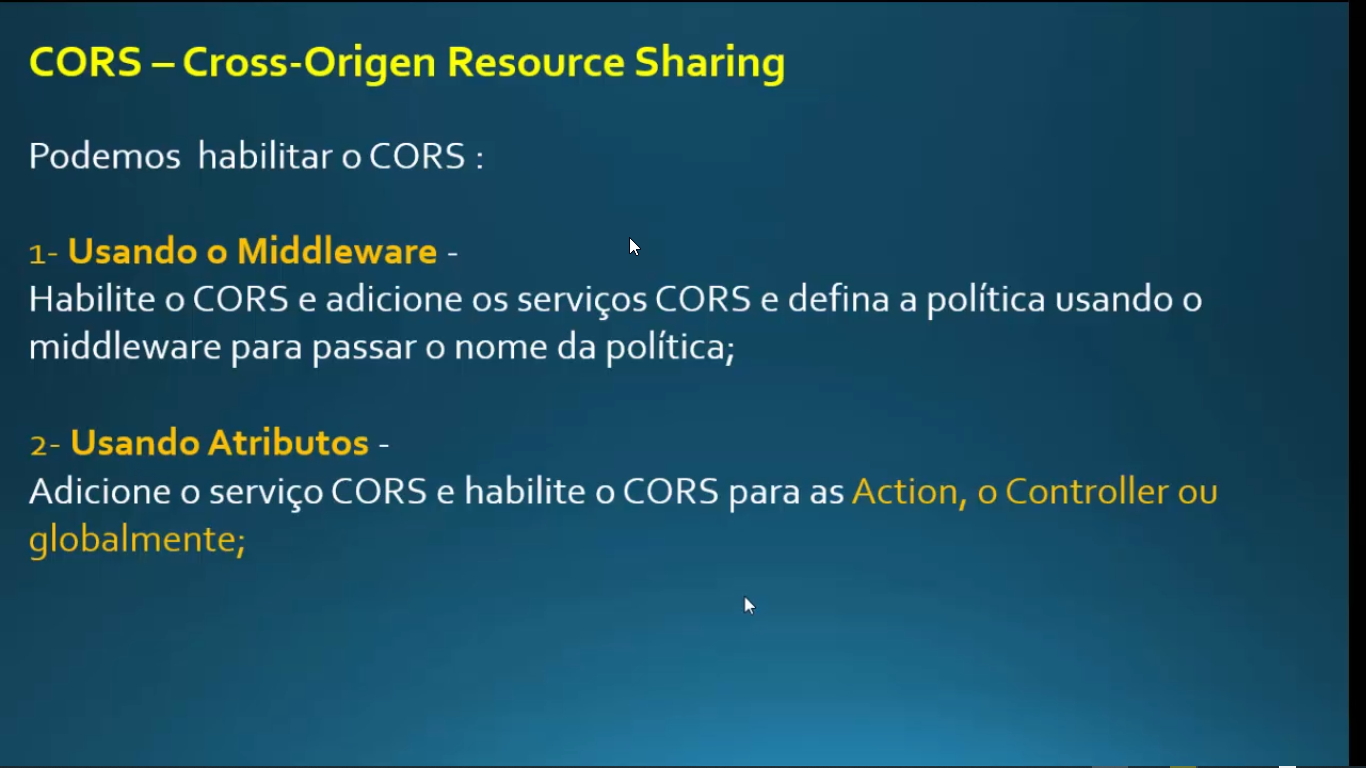 CORS – Cross-Origen Resource Sharing
Podemos habilitar o CORS :
1- Usando o Middleware -
Habilite o CORS e adicione os serviços CORS e defina a política usando o
middleware para passar o nome da política;
2- Usando Atributos -
Adicione o serviço CORS e habilite o CORS para as Action, o Controller ou
globalmente;